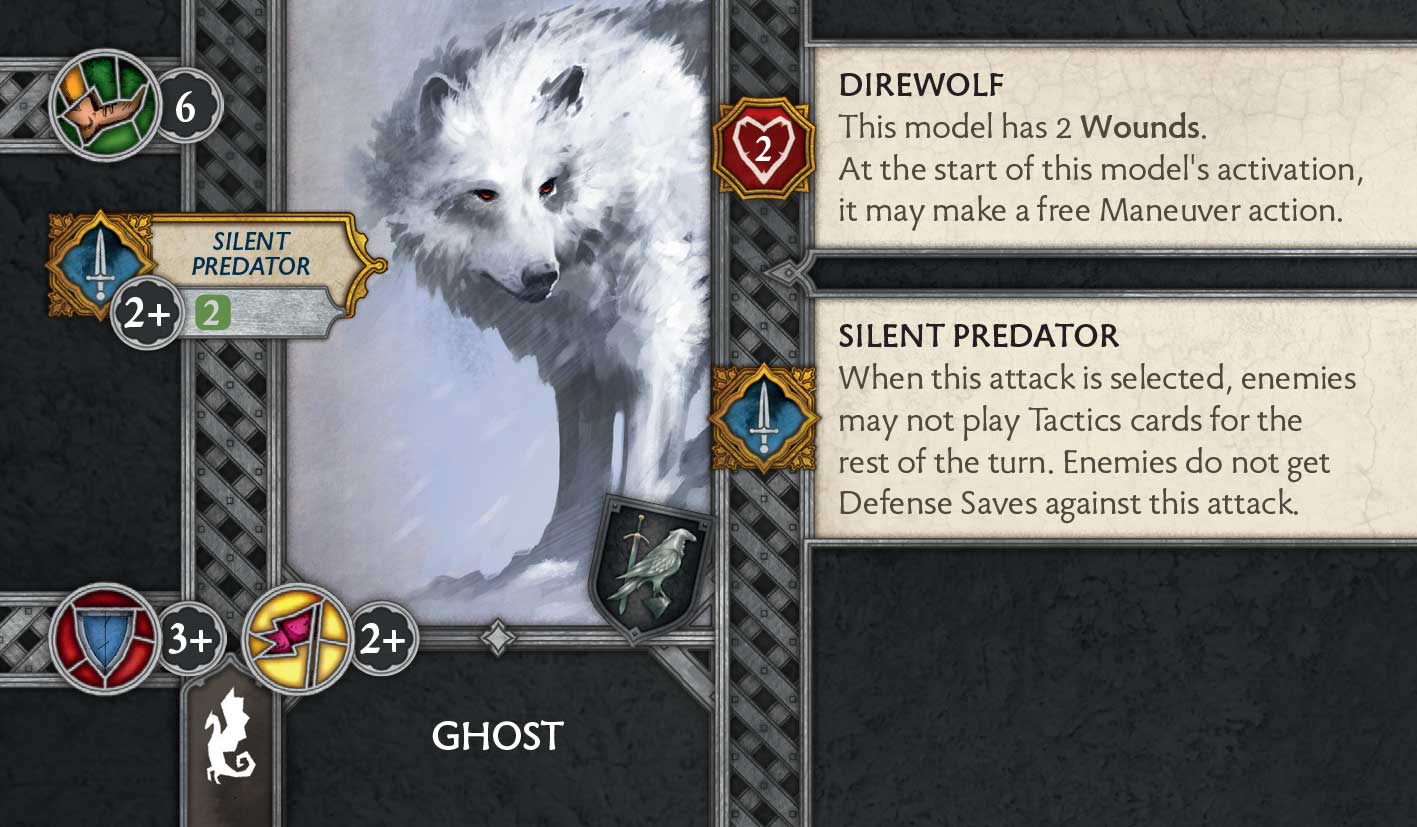 6
SILENT
PREDATOR
2+ 2
3+ 2+
GHOST
2
DIREWOLF
This model has 2 Wounds.
At the start of this model's activation,
it may make a free Maneuver action.
SILENT PREDATOR
When this attack is selected, enemies
may not play Tactics cards for the
rest of the turn. Enemies do not get
Defense Saves against this attack.